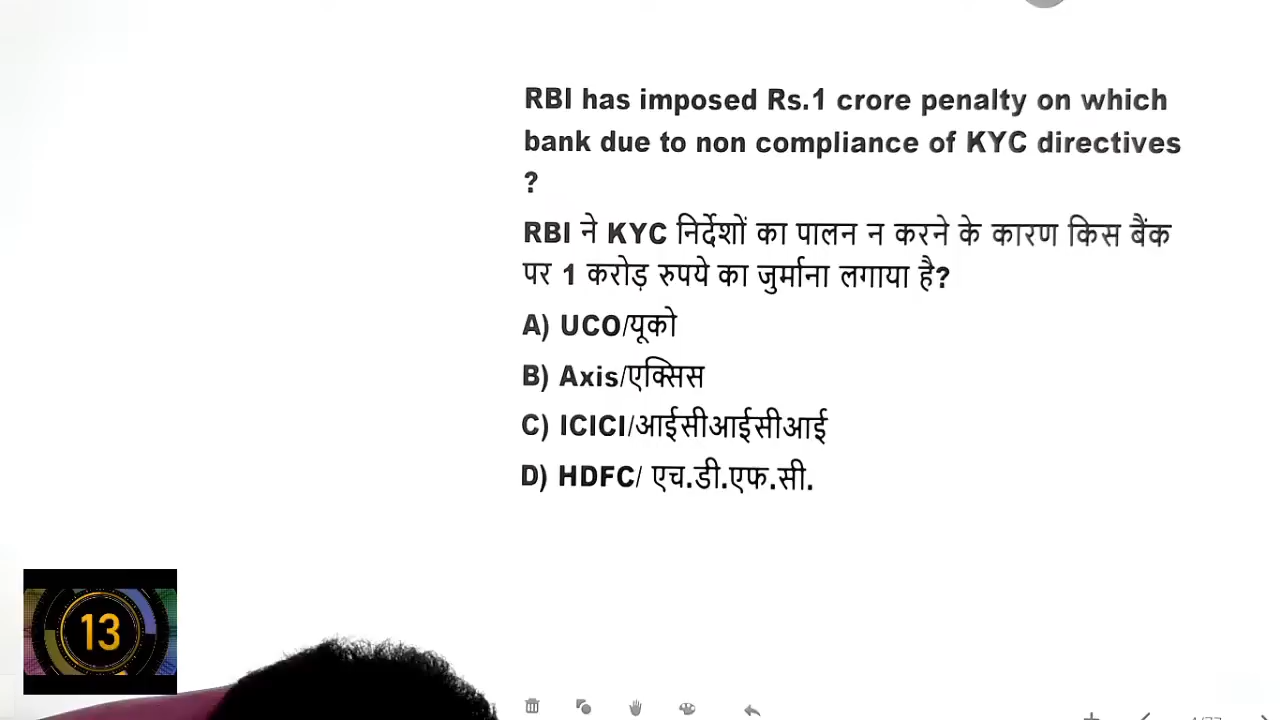 RBI has imposed Rs.1 crore penalty on which
bank due to non compliance of KYC directives
?
RBI ने KYC निर्देशों का पालन न करने के कारण किस बैंक
पर 1 करोड़ रुपये का जुर्माना लगाया है?
A) UCO/यूको
B) Axis/एक्सिस
C) ICICI/आईसीआईसीआई
D) HDFC/ एच.डी.एफ.सी.
13